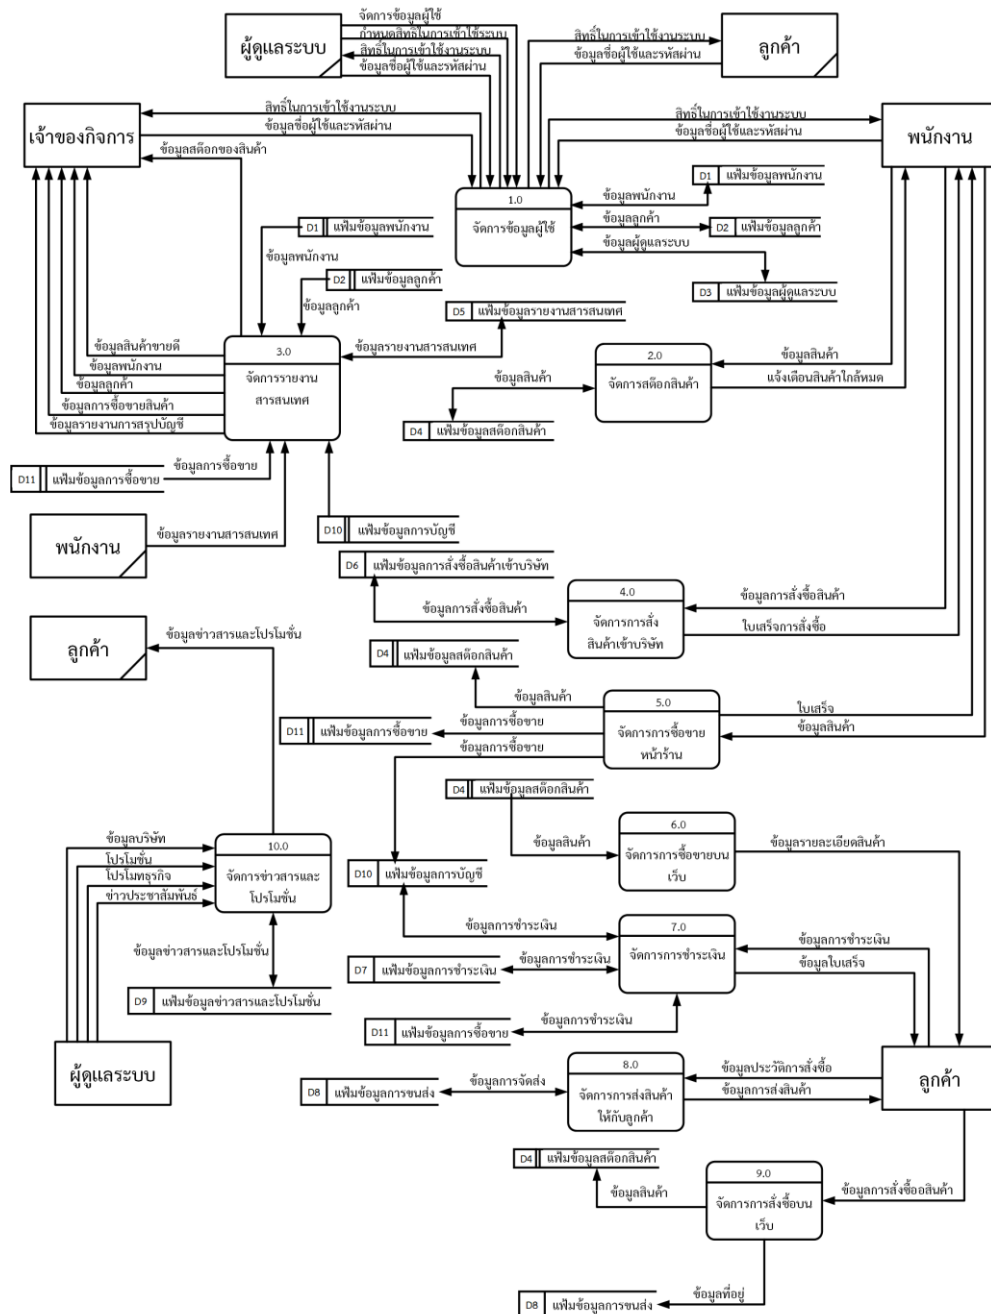 จัดการข้อมูลผู้ใช้
กำหนดสิทธิ์ในการเข้าใช้ระบบ
สิทธิ์ในการเข้าใช้งานระบบ
ข้อมูลชื่อผู้ใช้และรหัสผ่าน
ผู้ดูแลระบบ
สิทธิ์ในการเข้าใช้งานระบบ
ข้อมูลชื่อผู้ใช้และรหัสผ่าน
ลูกค้า
เจ้าของกิจการ
สิทธิ์ในการเข้าใช้งานระบบ
ข้อมูลชื่อผู้ใช้และรหัสผ่าน
ข้อมูลสต๊อกของสินค้า
สิทธิ์ในการเข้าใช้งานระบบ
ข้อมูลชื่อผู้ใช้และรหัสผ่าน
พนักงาน
1.0
จัดการข้อมูลผู้ใช้
ข้อมูลพนักงาน
D1 แฟ้มข้อมูลพนักงาน
ข้อมูลลูกค้า
D2 แฟ้มข้อมูลลูกค้า
ข้อมูลผู้ดูแลระบบ
D3 แฟ้มข้อมูลผู้ดูแลระบบ
D1 แฟ้มข้อมูลพนักงาน
ข้อมูลพนักงาน
D2 แฟ้มข้อมูลลูกค้า
ข้อมูลลูกค้า
D5 แฟ้มข้อมูลรายงานสารสนเทศ
ข้อมูลรายงานสารสนเทศ
3.0
จัดการรายงาน
สารสนเทศ
ข้อมูลสินค้าขายดี
ข้อมูลพนักงาน
ข้อมูลลูกค้า
ข้อมูลการซื้อขายสินค้า
ข้อมูลรายงานการสรุปบัญชี
2.0
จัดการสต๊อกสินค้า
ข้อมูลสินค้า
แจ้งเตือนสินค้าใกล้หมด
ข้อมูลสินค้า
D4 แฟ้มข้อมูลสต๊อกสินค้า
D11 แฟ้มข้อมูลการซื้อขาย
ข้อมูลการซื้อขาย
พนักงาน
ข้อมูลรายงานสารสนเทศ
D10 แฟ้มข้อมูลการบัญชี
D6 แฟ้มข้อมูลการสั่งซื้อสินค้าเข้าบริษัท
ข้อมูลการสั่งซื้อสินค้า
4.0
จัดการการสั่ง
สินค้าเข้าบริษัท
ข้อมูลการสั่งซื้อสินค้า
ใบเสร็จการสั่งซื้อ
ลูกค้า
ข้อมูลข่าวสารและโปรโมชั่น
D4 แฟ้มข้อมูลสต๊อกสินค้า
ข้อมูลสินค้า
D11 แฟ้มข้อมูลการซื้อขาย
ข้อมูลการซื้อขาย
ข้อมูลการซื้อขาย
5.0
จัดการการซื้อขาย
หน้าร้าน
ใบเสร็จ
ข้อมูลสินค้า
D4 แฟ้มข้อมูลสต๊อกสินค้า
ข้อมูลสินค้า
6.0
จัดการการซื้อขายบน
เว็บ
ข้อมูลรายละเอียดสินค้า
ข้อมูลบริษัท
โปรโมชั่น
โปรโมทธุรกิจ
ข่าวประชาสัมพันธ์
10.0
จัดการข่าวสารและ
โปรโมชั่น
D10 แฟ้มข้อมูลการบัญชี
ข้อมูลการชำระเงิน
7.0
จัดการการชำระเงิน
ข้อมูลการชำระเงิน
ข้อมูลใบเสร็จ
ข้อมูลข่าวสารและโปรโมชั่น
D9 แฟ้มข้อมูลข่าวสารและโปรโมชั่น
ข้อมูลการชำระเงิน
D7 แฟ้มข้อมูลการชำระเงิน
ข้อมูลการชำระเงิน
D11 แฟ้มข้อมูลการซื้อขาย
ผู้ดูแลระบบ
8.0
จัดการการส่งสินค้า
ให้กับลูกค้า
ข้อมูลการจัดส่ง
D8 แฟ้มข้อมูลการขนส่ง
ข้อมูลประวัติการสั่งซื้อ
ข้อมูลการส่งสินค้า
ลูกค้า
D4 แฟ้มข้อมูลสต๊อกสินค้า
ข้อมูลสินค้า
9.0
จัดการการสั่งซื้อบน
เว็บ
ข้อมูลการสั่งซื้ออสินค้า
ข้อมูลที่อยู่
D8 แฟ้มข้อมูลการขนส่ง